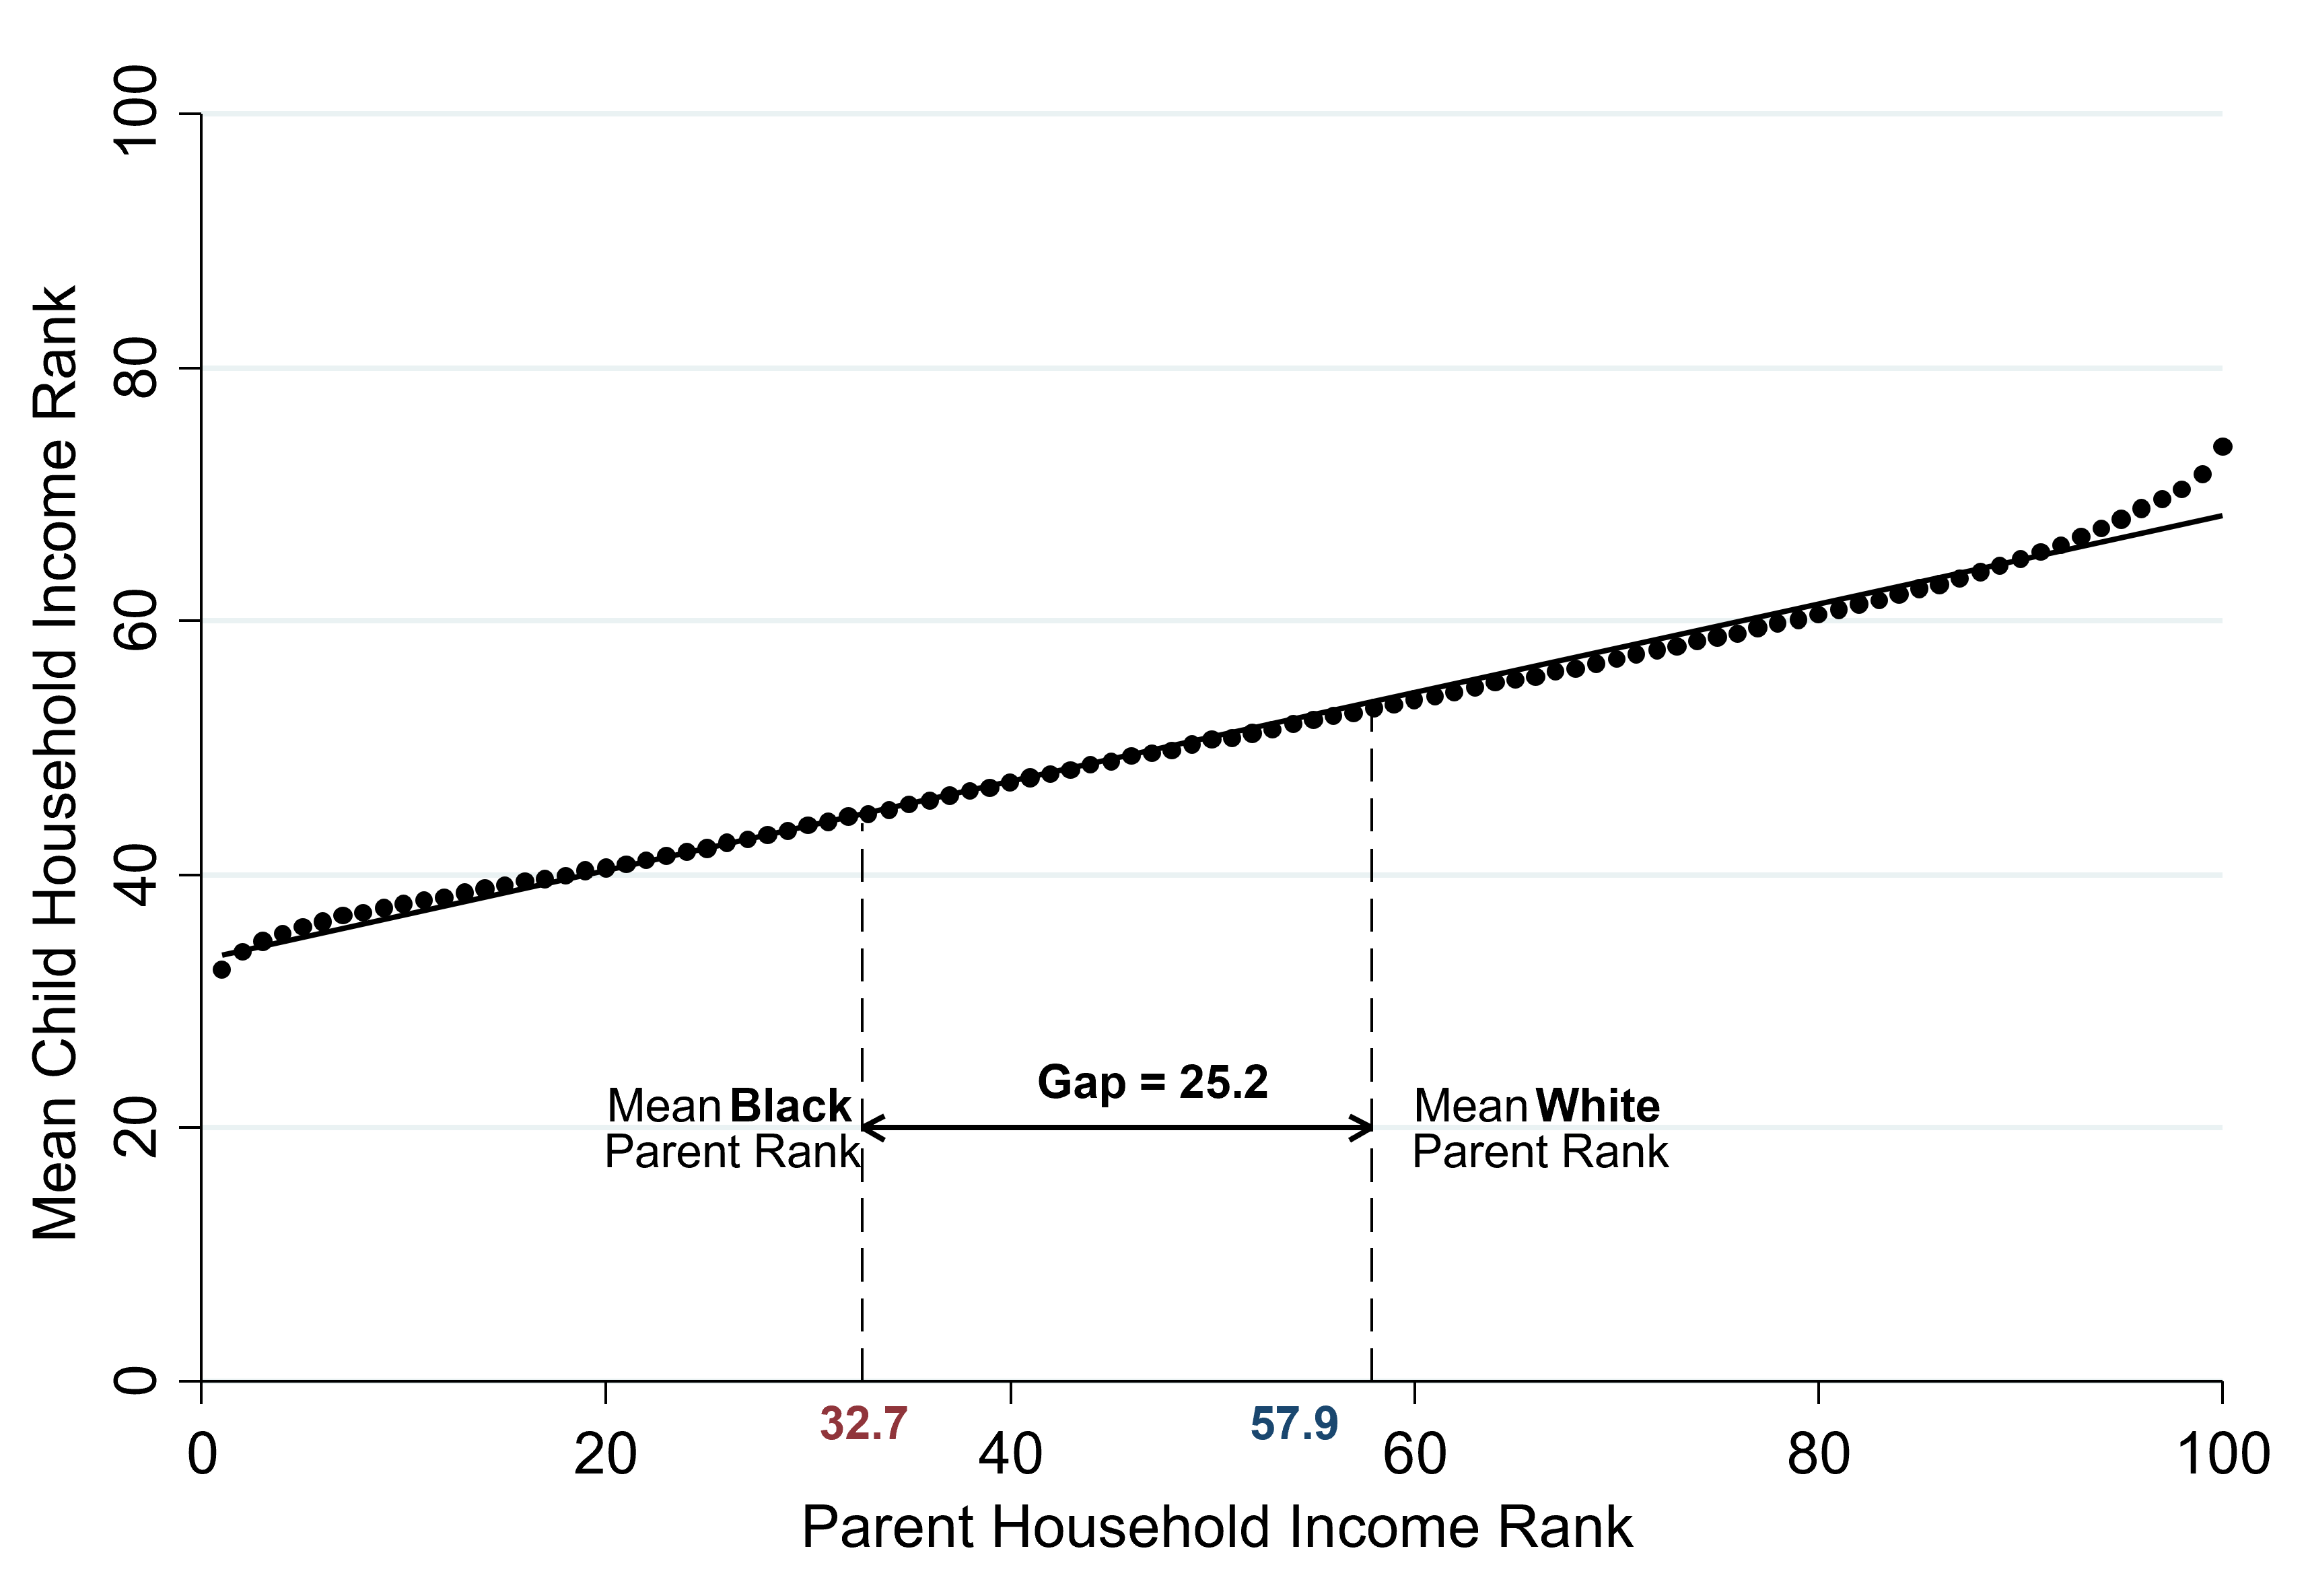 100
80
60
40
20
0
Mean Child Household Income Rank
Gap = 25.2
Mean Black
Parent Rank
Mean White
Parent Rank
32.7
57.9
0
20
40
60
80
100
Parent Household Income Rank